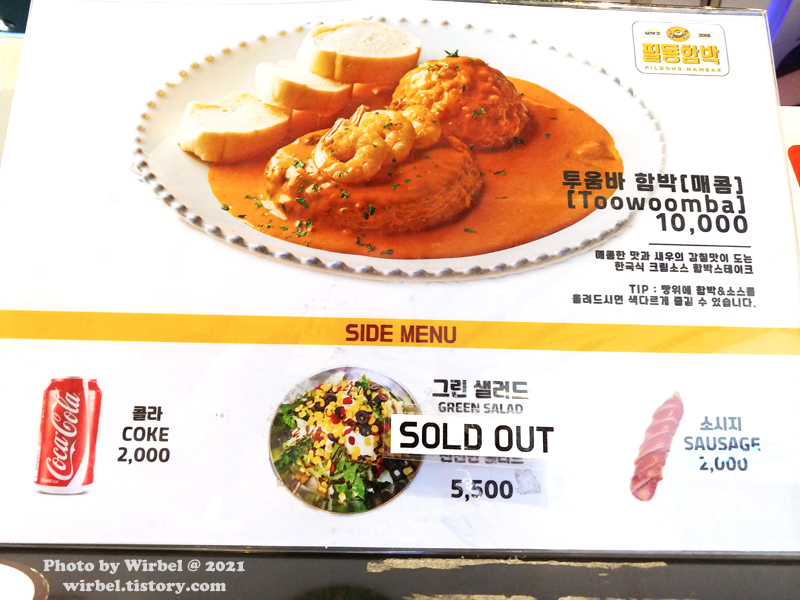 필동함박
PILDONG HAMBAK
투움바 함박[매콤]
[Toowoomba]
10,000
매콤한 맛과 새우의 감칠맛이 도는
한국식 크림소스 함박스테이크
TIP : 빵위에 함박&소스를
올려드시면 색다르게 즐길 수 있습니다.
SIDE MENU
Coca-Cola
콜라
COKE
2,000
그린 샐러드
GREEN SALAD
SOLD OUT
5,500
소시지
SAUSAGE
2,000
Photo by Wirbel @ 2021
wirbel.tistory.com